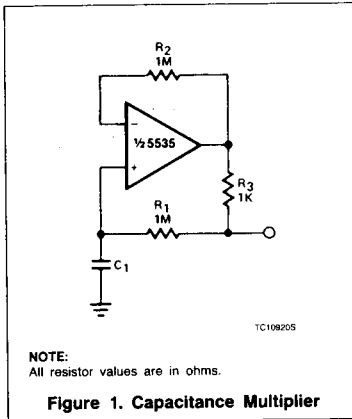 R2
1M
−
½ 5535
+
R3
1K
R1
1M
C1
TC10920S
NOTE:
All resistor values are in ohms.
Figure 1. Capacitance Multiplier